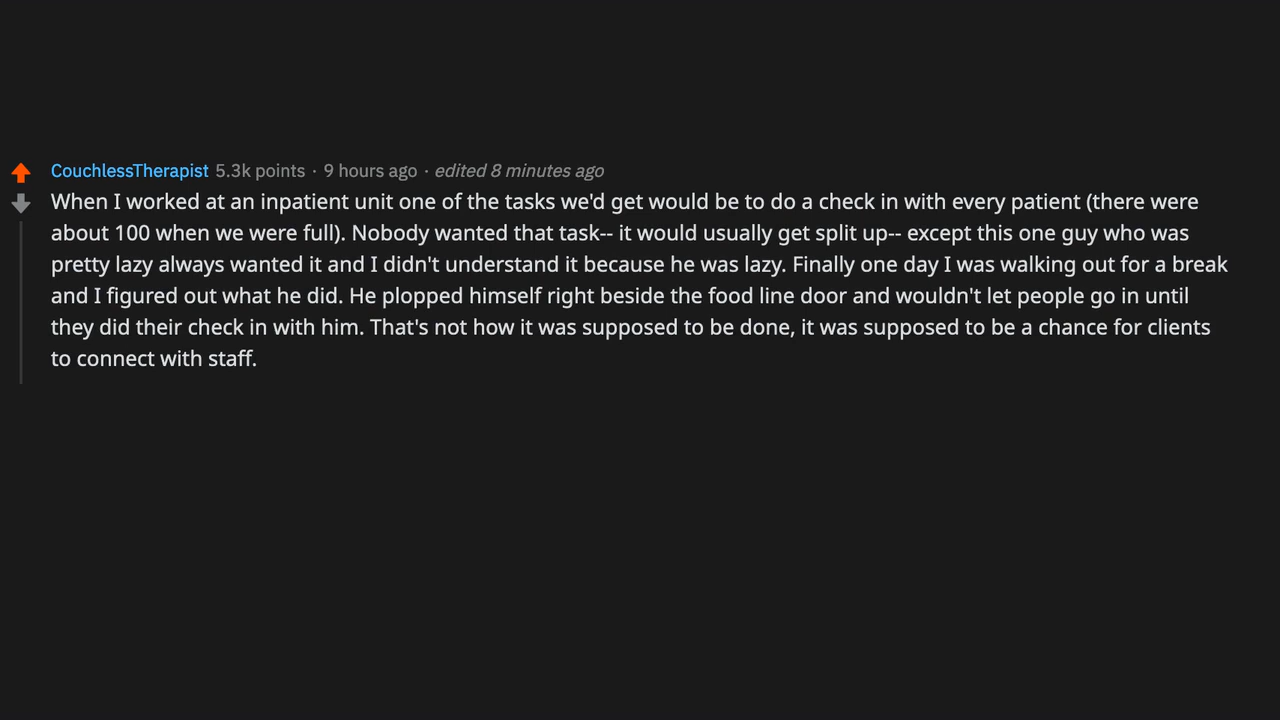 CouchlessTherapist 5.3k points · 9 hours ago · edited 8 minutes ago
When I worked at an inpatient unit one of the tasks we'd get would be to do a check in with every patient (there were
about 100 when we were full). Nobody wanted that task-- it would usually get split up-- except this one guy who was
pretty lazy always wanted it and I didn't understand it because he was lazy. Finally one day I was walking out for a break
and I figured out what he did. He plopped himself right beside the food line door and wouldn't let people go in until
they did their check in with him. That's not how it was supposed to be done, it was supposed to be a chance for clients
to connect with staff.